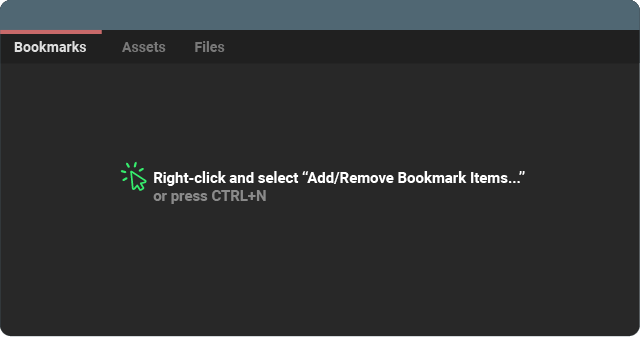 Bookmarks Assets Files
Right-click and select “Add/Remove Bookmark Items...”
or press CTRL+N